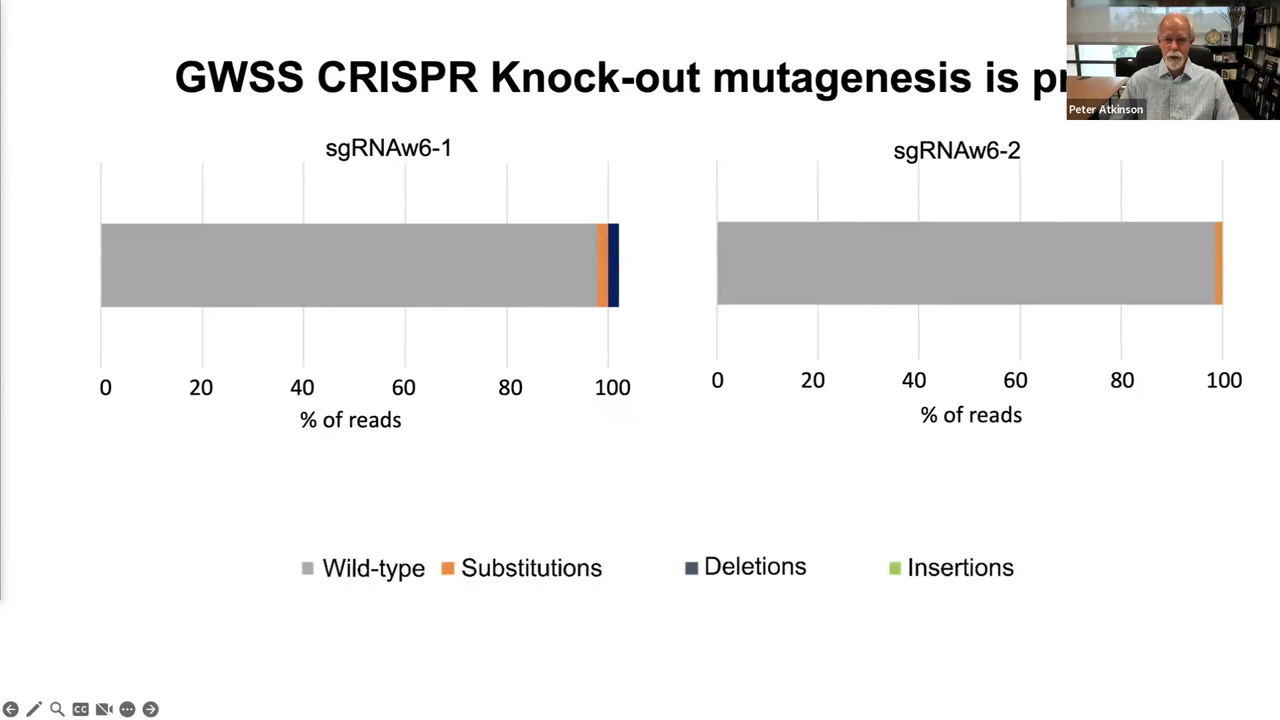 GWSS CRISPR Knock-out mutagenesis is
Peter Atkinson
sgRNAw6-1
sgRNAw6-2
0 20 40 60 80 100
% of reads
0 20 40 60 80 100
% of reads
Wild-type Substitutions Deletions Insertions
CC